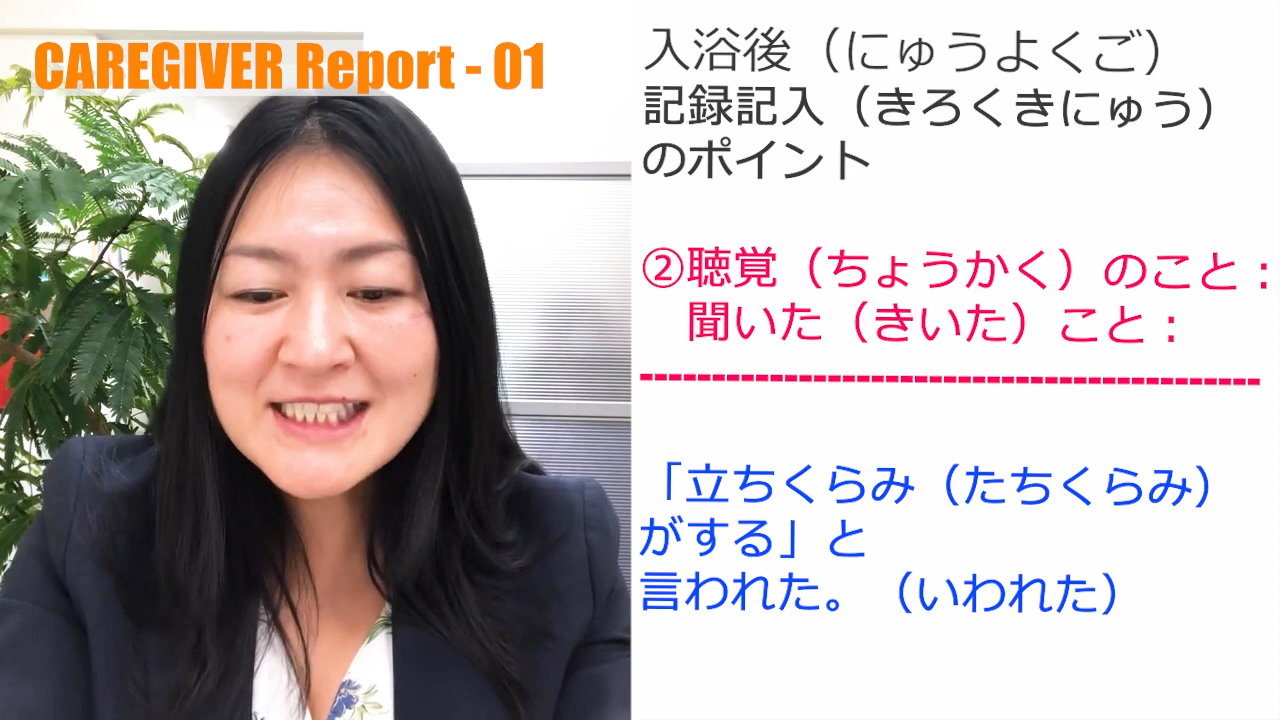 CAREGIVER Report - 01
入浴後（にゅうよくご）
記録記入（きろくきにゅう）
のポイント
②聴覚（ちょうかく）のこと：
聞いた（きいた）こと：
「立ちくらみ（たちくらみ）
がする」と
言われた。（いわれた）